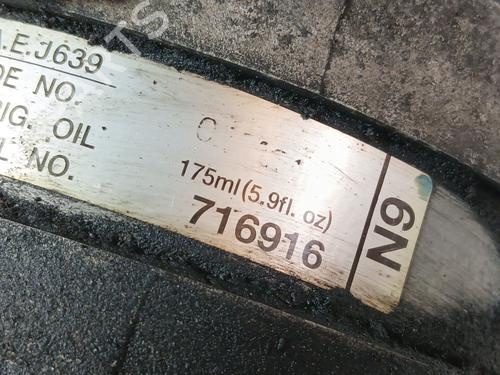 A.E.J639
DE NO.
IG. OIL 175ml(5.9fl.oz)
L NO. 716916
N9